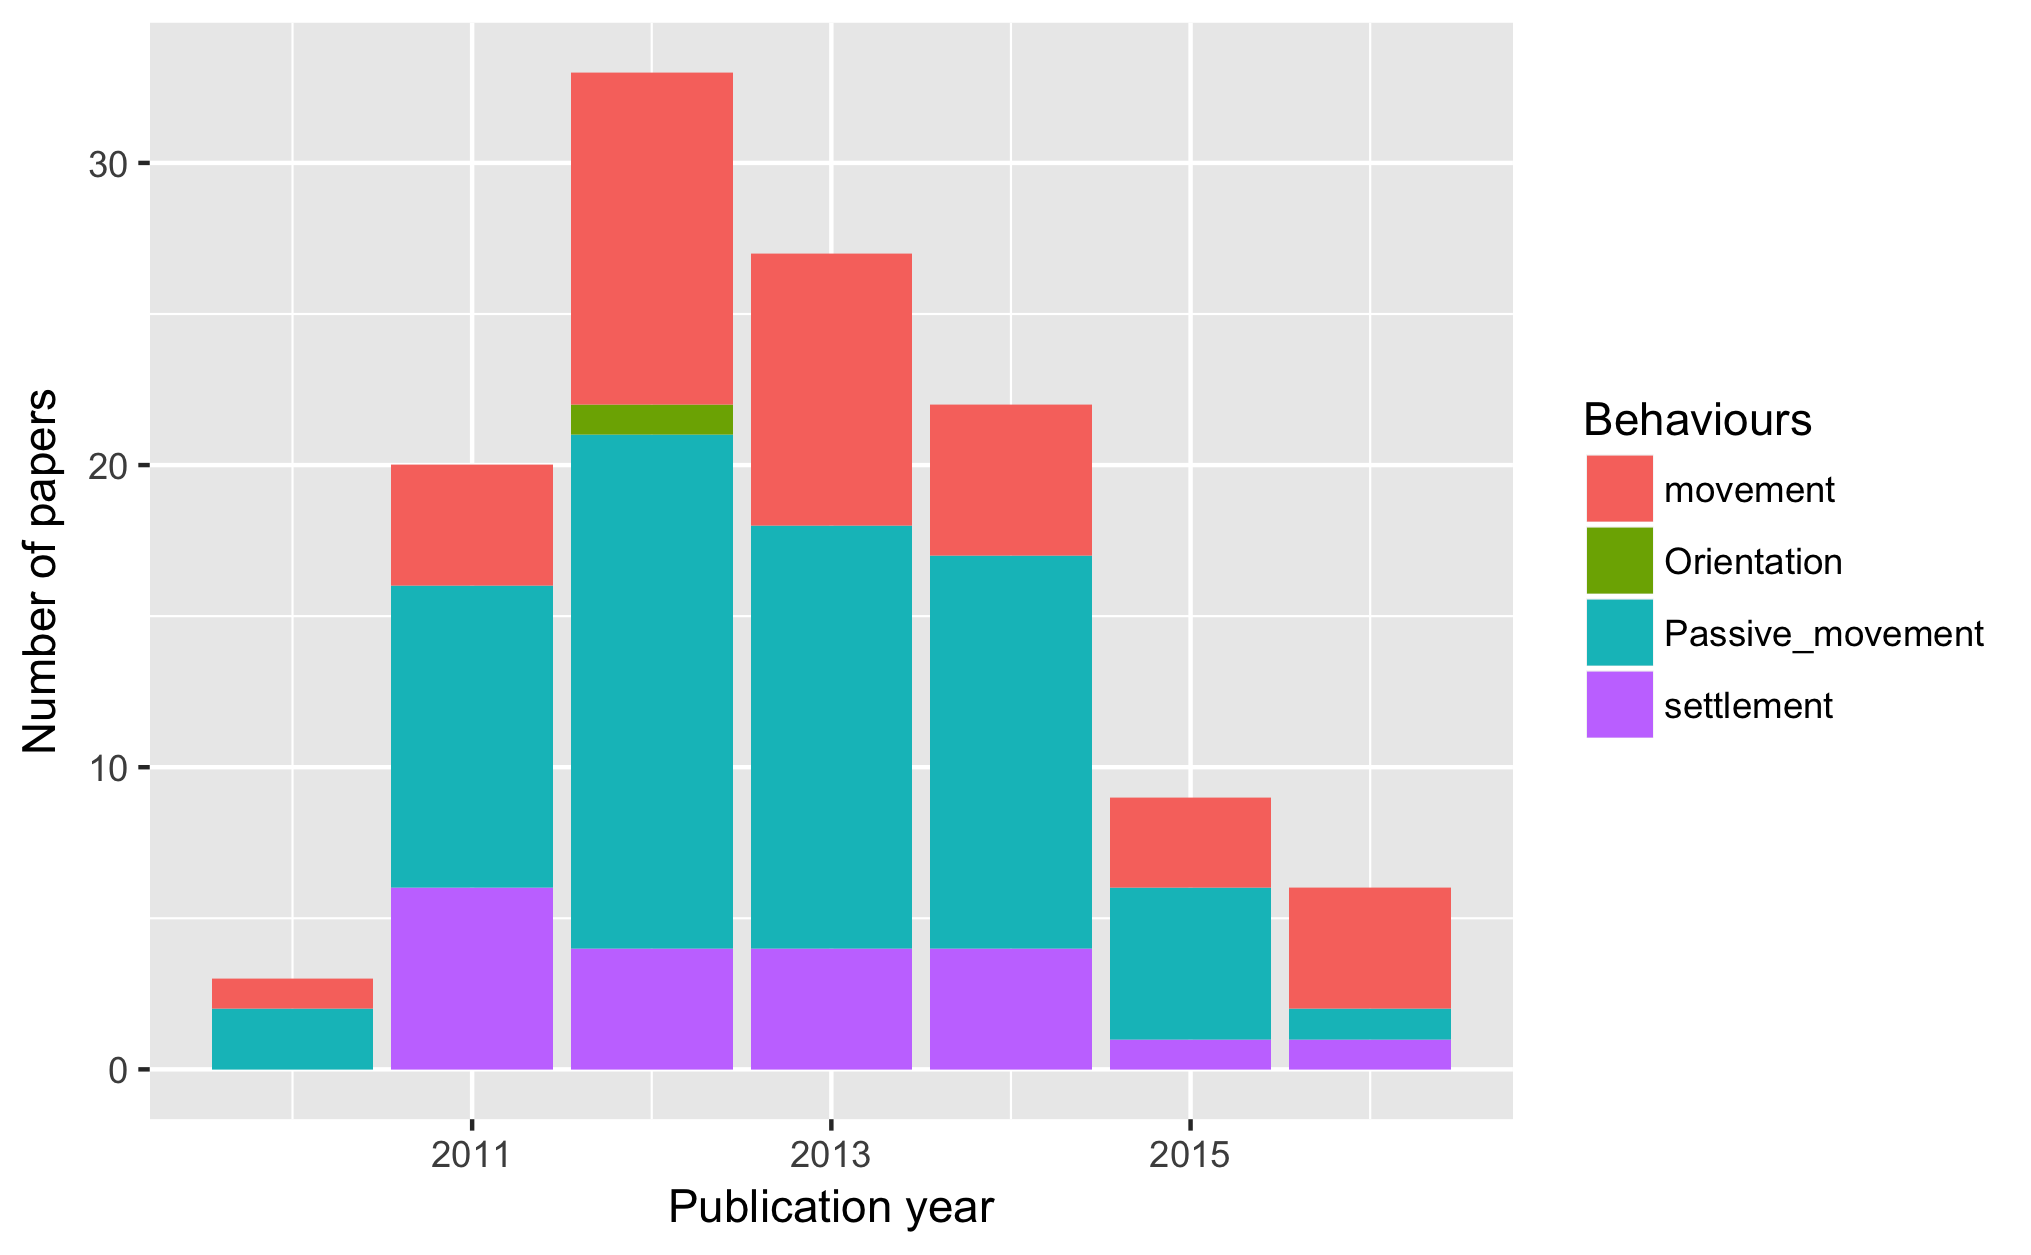 Number of papers
30
20
10
0
2011 2013 2015
Publication year
Behaviours
movement
Orientation
Passive_movement
settlement